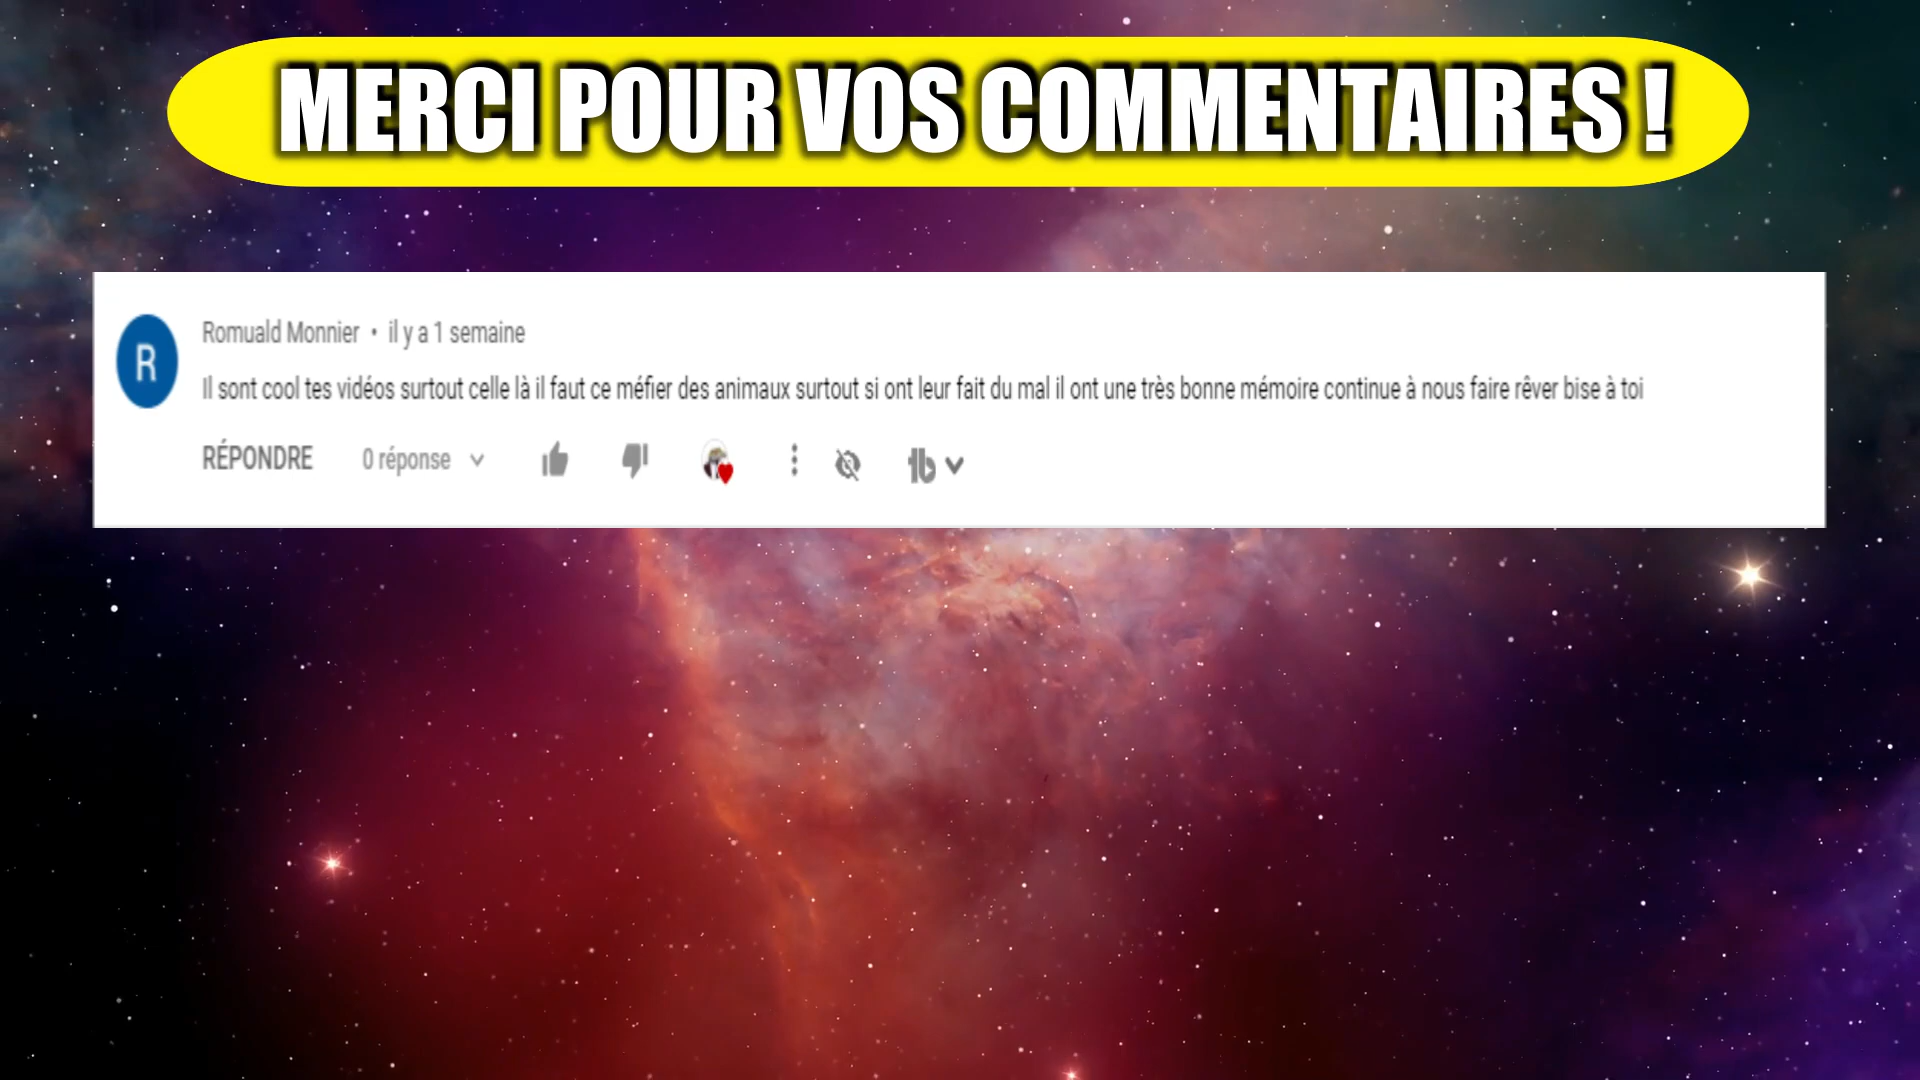 MERCI POUR VOS COMMENTAIRES !
R
Romuald Monnier • il y a 1 semaine
Il sont cool tes vidéos surtout celle là il faut ce méfier des animaux surtout si ont leur fait du mal il ont une très bonne mémoire continue à nous faire rêver bise à toi
RÉPONDRE 0 réponse